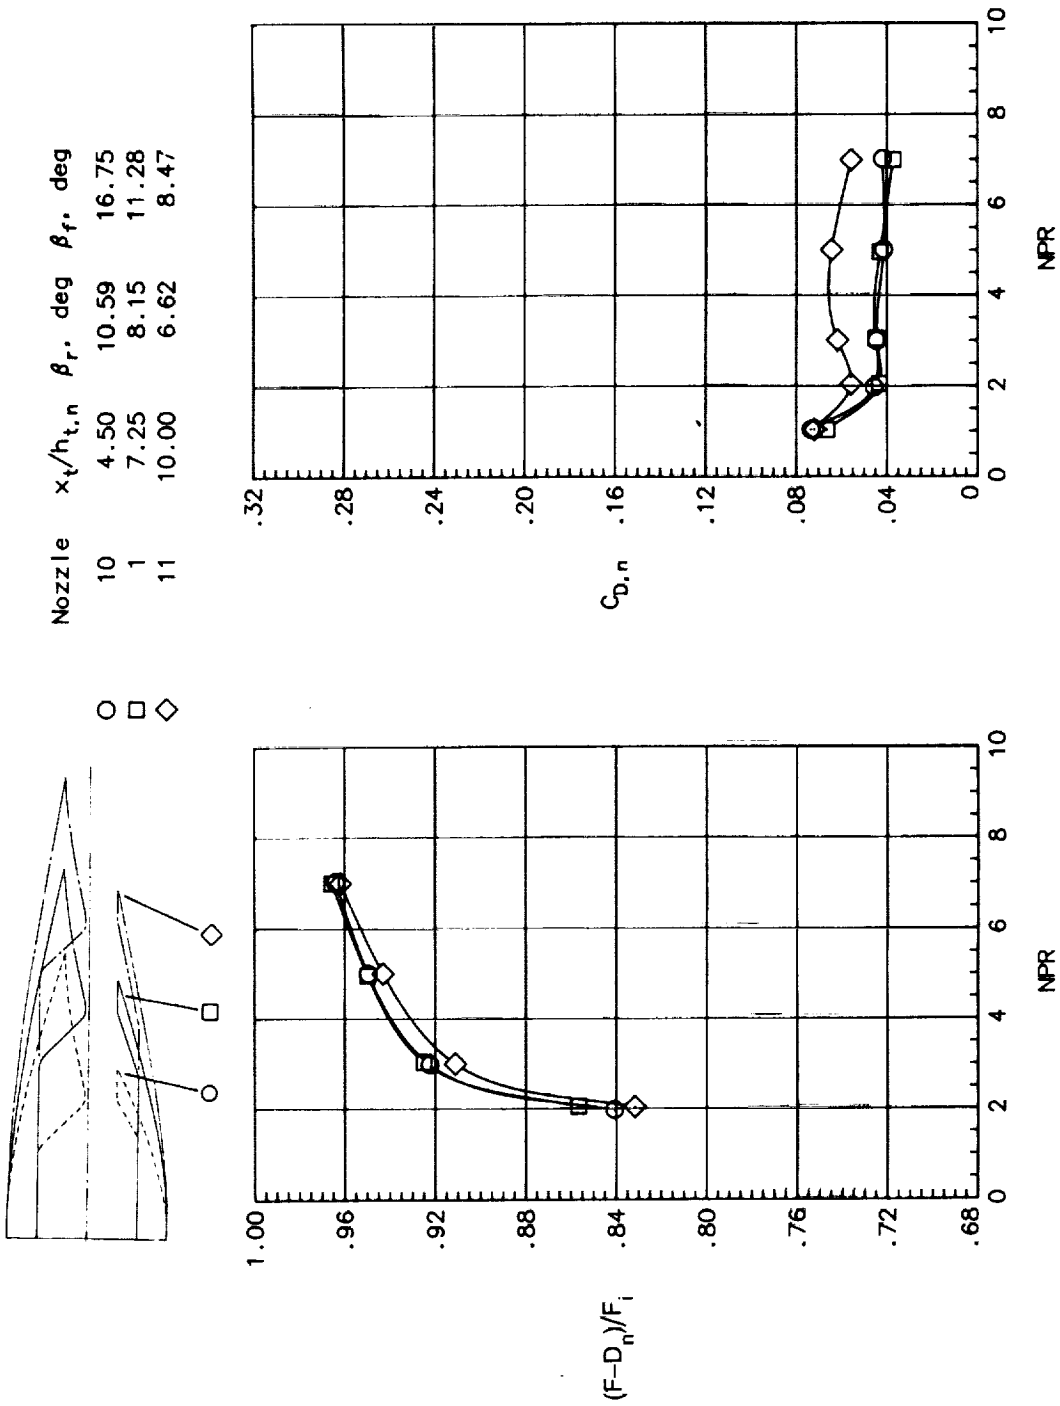 Nozzle x_t/h_t,n β_r, deg β_f, deg
10 4.50 10.59 16.75
1 7.25 8.15 11.28
11 10.00 6.62 8.47
1.00
.96
.92
.88
.84
.80
.76
.72
.68
(F-D_n)/F_i
0 2 4 6 8 10
NPR
.32
.28
.24
.20
.16
.12
.08
.04
0
C_D,n
0 2 4 6 8 10
NPR